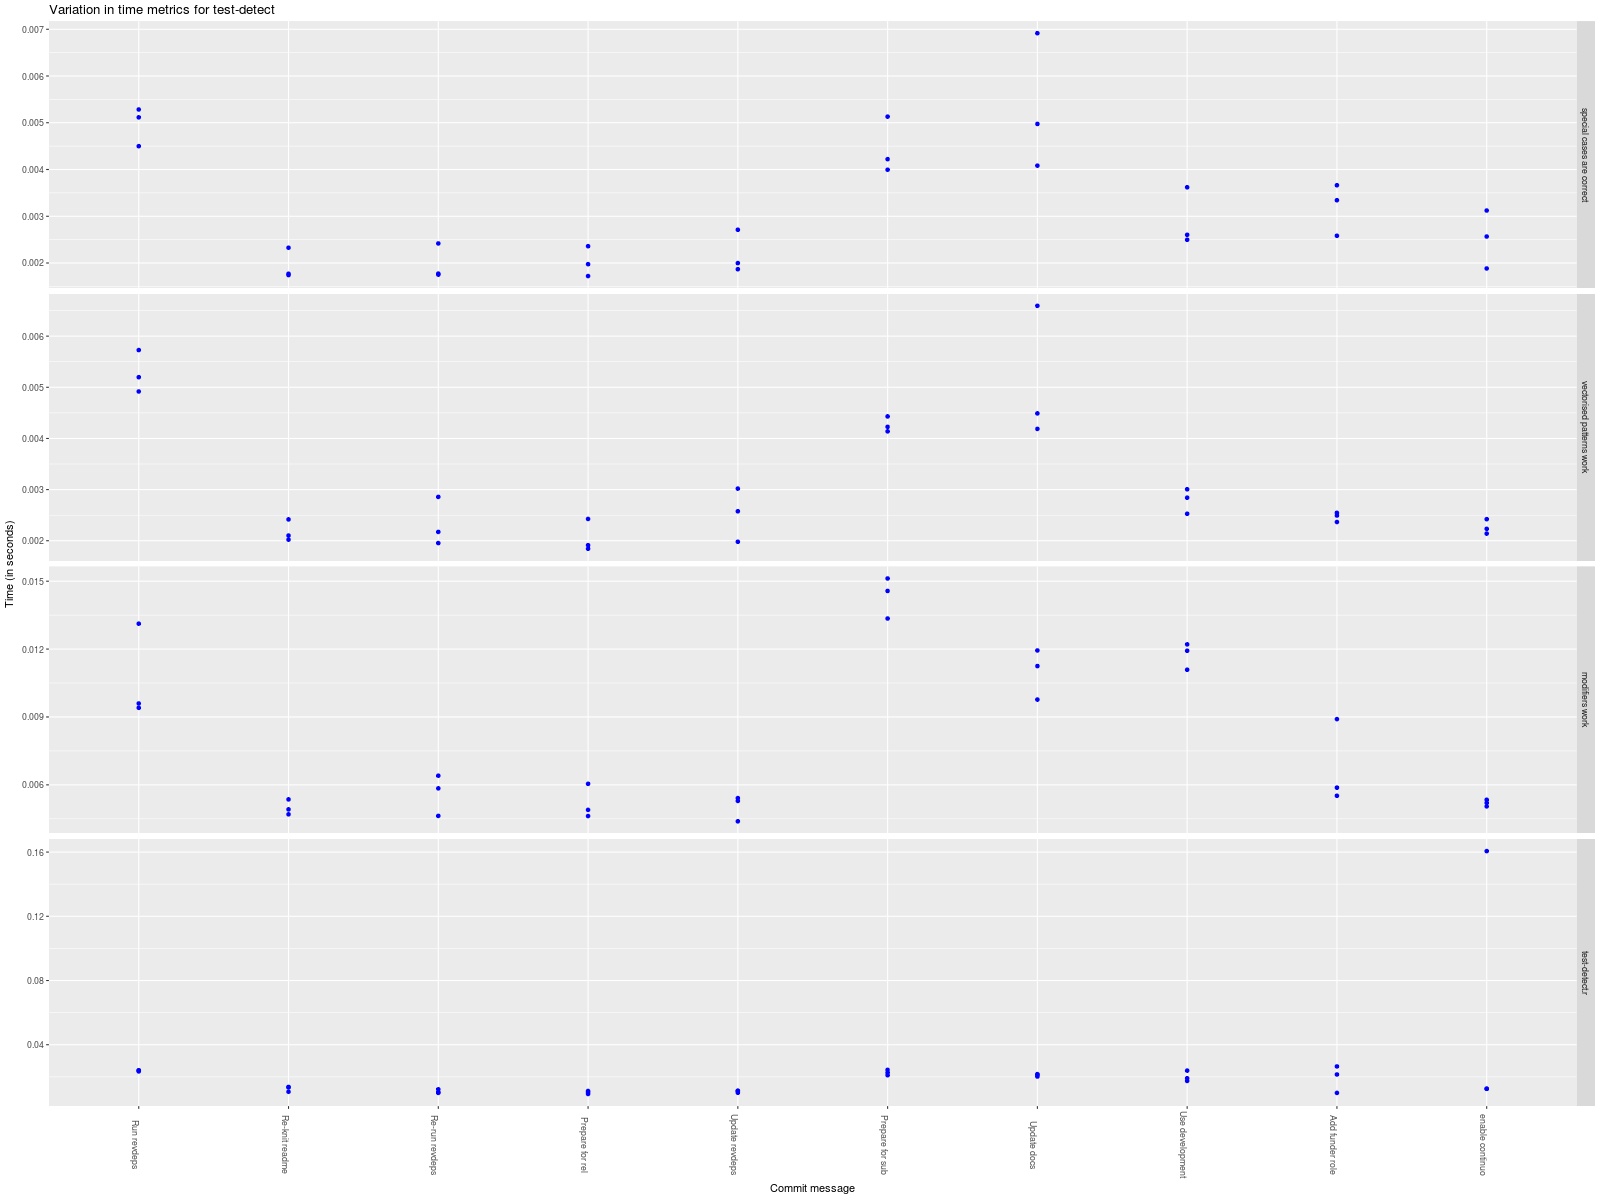 Variation in time metrics for test-detect
0.007
0.006
0.005
0.004
0.003
0.002
special cases are correct
0.006
0.005
0.004
0.003
0.002
vectorised patterns work
0.015
0.012
0.009
0.006
modifiers work
0.16
0.12
0.08
0.04
test-detect.r
Time (in seconds)
Run revdeps
Re-knit readme
Re-run revdeps
Prepare for rel
Update revdeps
Prepare for sub
Update docs
Use development
Add funder role
enable continuo
Commit message